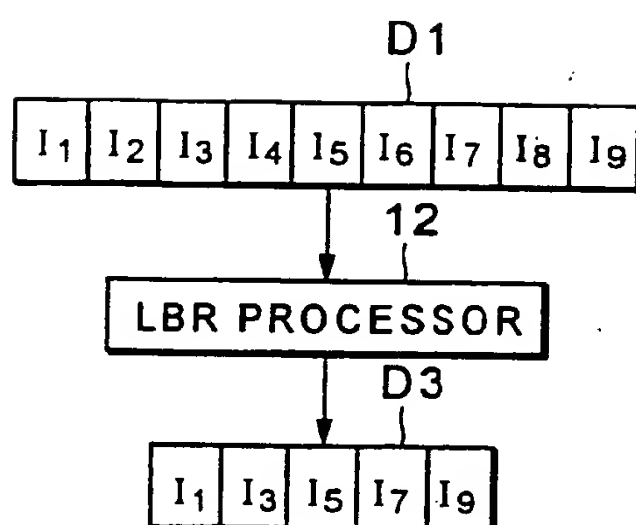 D1
I1 I2 I3 I4 I5 I6 I7 I8 I9
12
LBR PROCESSOR
D3
I1 I3 I5 I7 I9